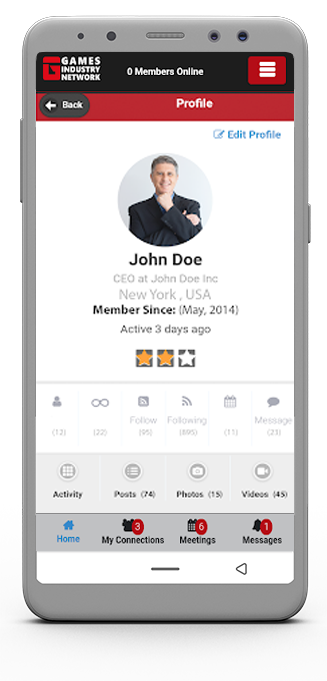 GAMES
INDUSTRY
NETWORK
0 Members Online
Back
Profile
Edit Profile
John Doe
CEO at John Doe Inc
New York , USA
Member Since: (May, 2014)
Active 3 days ago
Follow Following Message
(12) (22) (95) (895) (11) (23)
Activity Posts (74) Photos (15) Videos (45)
3 6 1
Home My Connections Meetings Messages